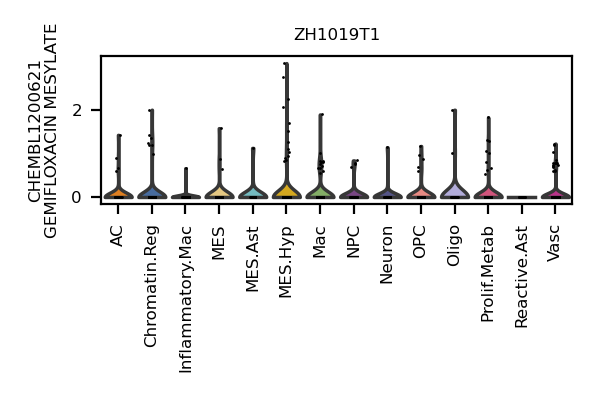 ZH1019T1
CHEMBL1200621
GEMIFLOXACIN MESYLATE
2
0
AC
Chromatin.Reg
Inflammatory.Mac
MES
MES.Ast
MES.Hyp
Mac
NPC
Neuron
OPC
Oligo
Prolif.Metab
Reactive.Ast
Vasc